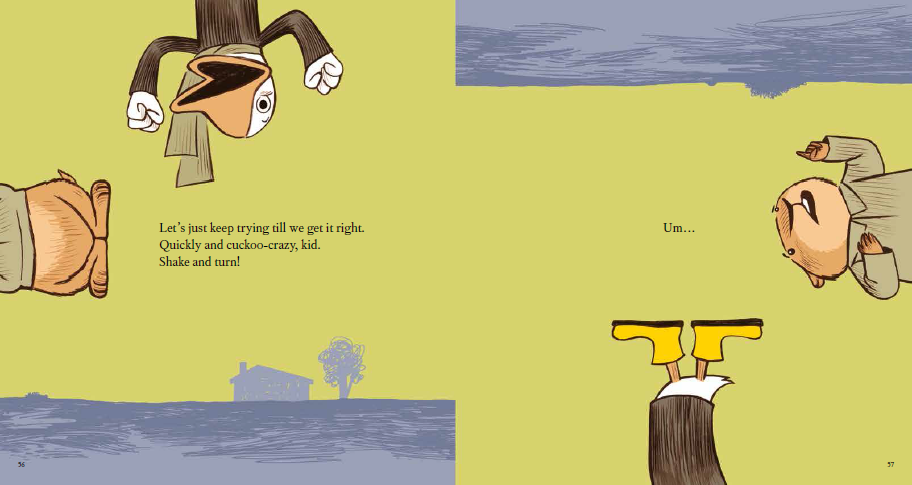 Let’s just keep trying till we get it right.
Quickly and cuckoo-crazy, kid.
Shake and turn!
Um…
56
57